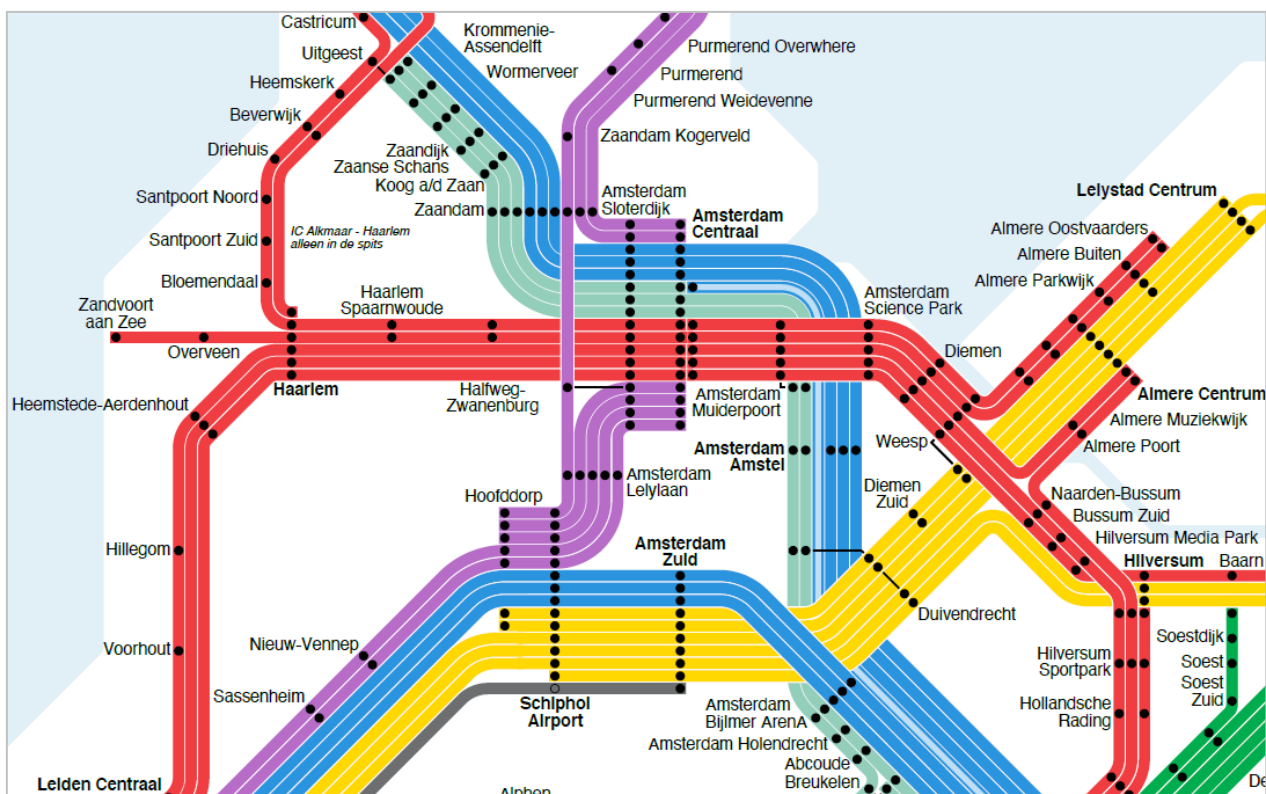 Castricum
Krommenie-
Assendelft
Uitgeest
Purmerend Overwhere
Wormerveer
Purmerend
Heemskerk
Purmerend Weidevenne
Beverwijk
Zaandam Kogerveld
Driehuis
Zaandijk
Zaanse Schans
Koog a/d Zaan
Santpoort Noord
Zaandam
Amsterdam
Sloterdijk
Amsterdam
Centraal
Lelystad Centrum
IC Alkmaar - Haarlem
alleen in de spits
Santpoort Zuid
Almere Oostvaarders
Almere Buiten
Almere Parkwijk
Bloemendaal
Zandvoort
aan Zee
Haarlem
Spaarnwoude
Amsterdam
Science Park
Overveen
Diemen
Haarlem
Halfweg-
Zwanenburg
Amsterdam
Muiderpoort
Almere Centrum
Heemstede-Aerdenhout
Almere Muziekwijk
Weesp
Almere Poort
Amsterdam
Amstel
Amsterdam
Lelylaan
Diemen
Zuid
Hoofddorp
Naarden-Bussum
Bussum Zuid
Hilversum Media Park
Hillegom
Amsterdam
Zuid
Hilversum
Baarn
Duivendrecht
Nieuw-Vennep
Voorhout
Soestdijk
Hilversum
Sportpark
Soest
Soest
Zuid
Sassenheim
Schiphol
Airport
Amsterdam
Bijlmer ArenA
Hollandsche
Rading
Amsterdam Holendrecht
Abcoude
Breukelen
Leiden Centraal
Alphen
De